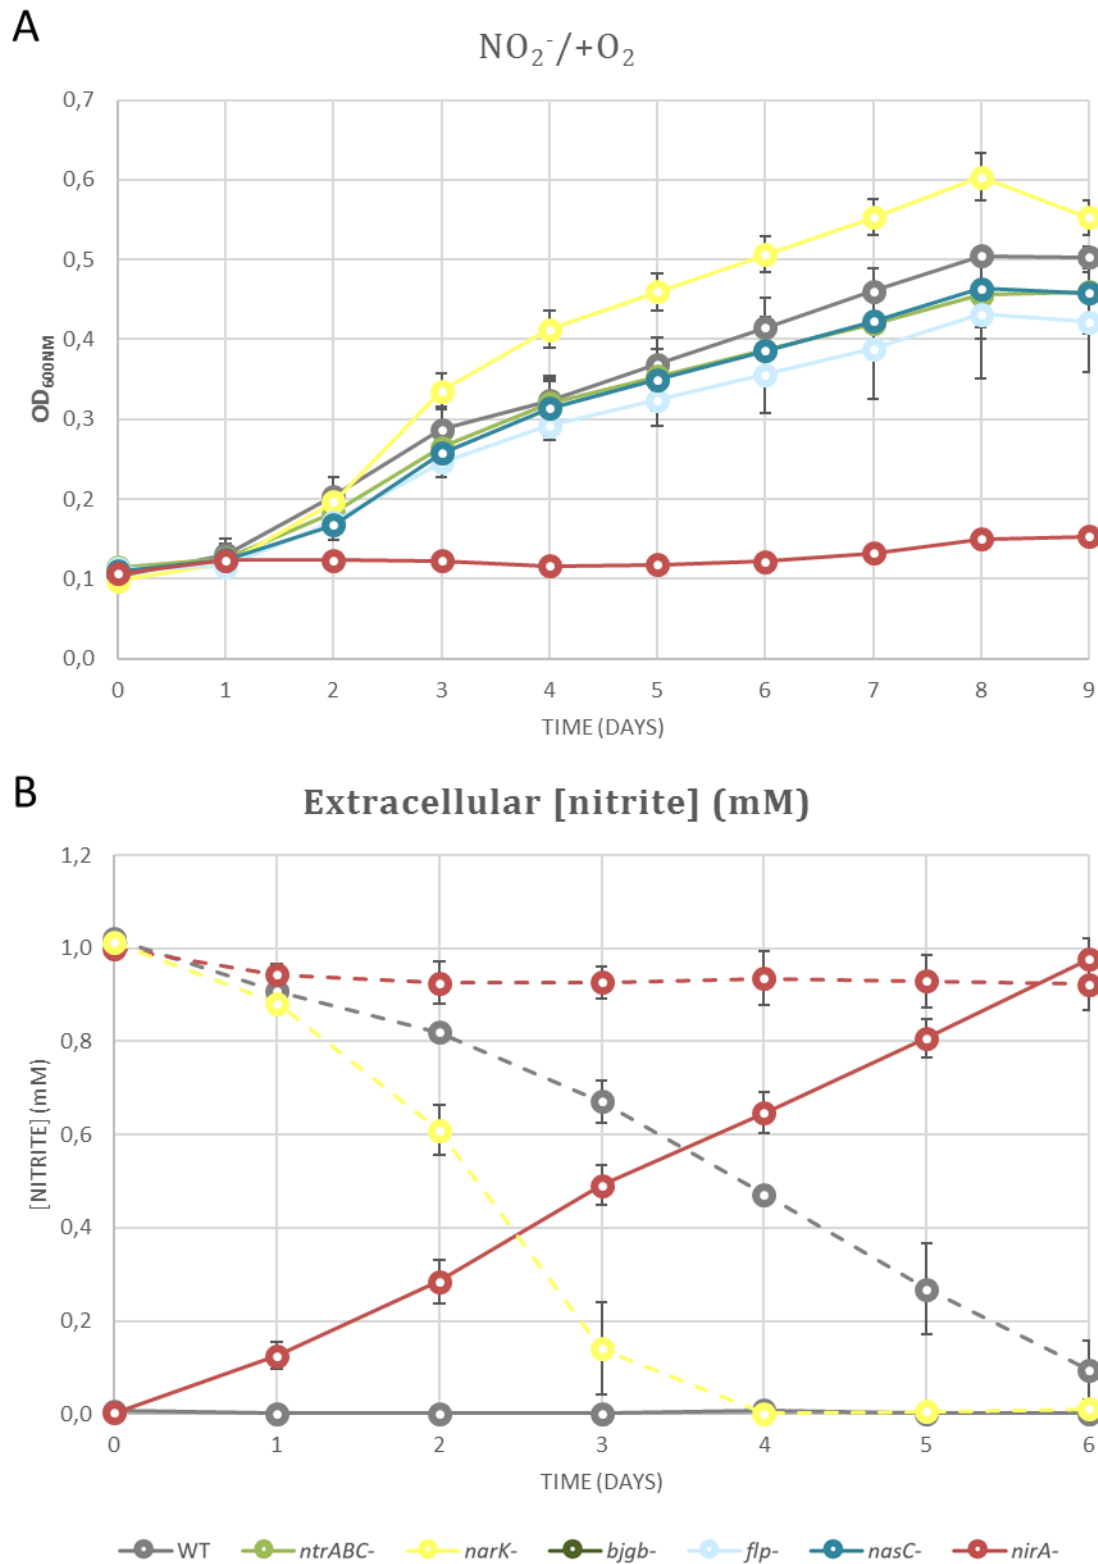 A
NO₂⁻/+O₂
0,7
0,6
0,5
0,4
0,3
0,2
0,1
0,0
OD600NM
0 1 2 3 4 5 6 7 8 9
TIME (DAYS)
B
Extracellular [nitrite] (mM)
1,2
1,0
0,8
0,6
0,4
0,2
0,0
[NITRITE] (mM)
0 1 2 3 4 5 6
TIME (DAYS)
WT ntrABC- narK- bjgb- flp- nasC- nirA-